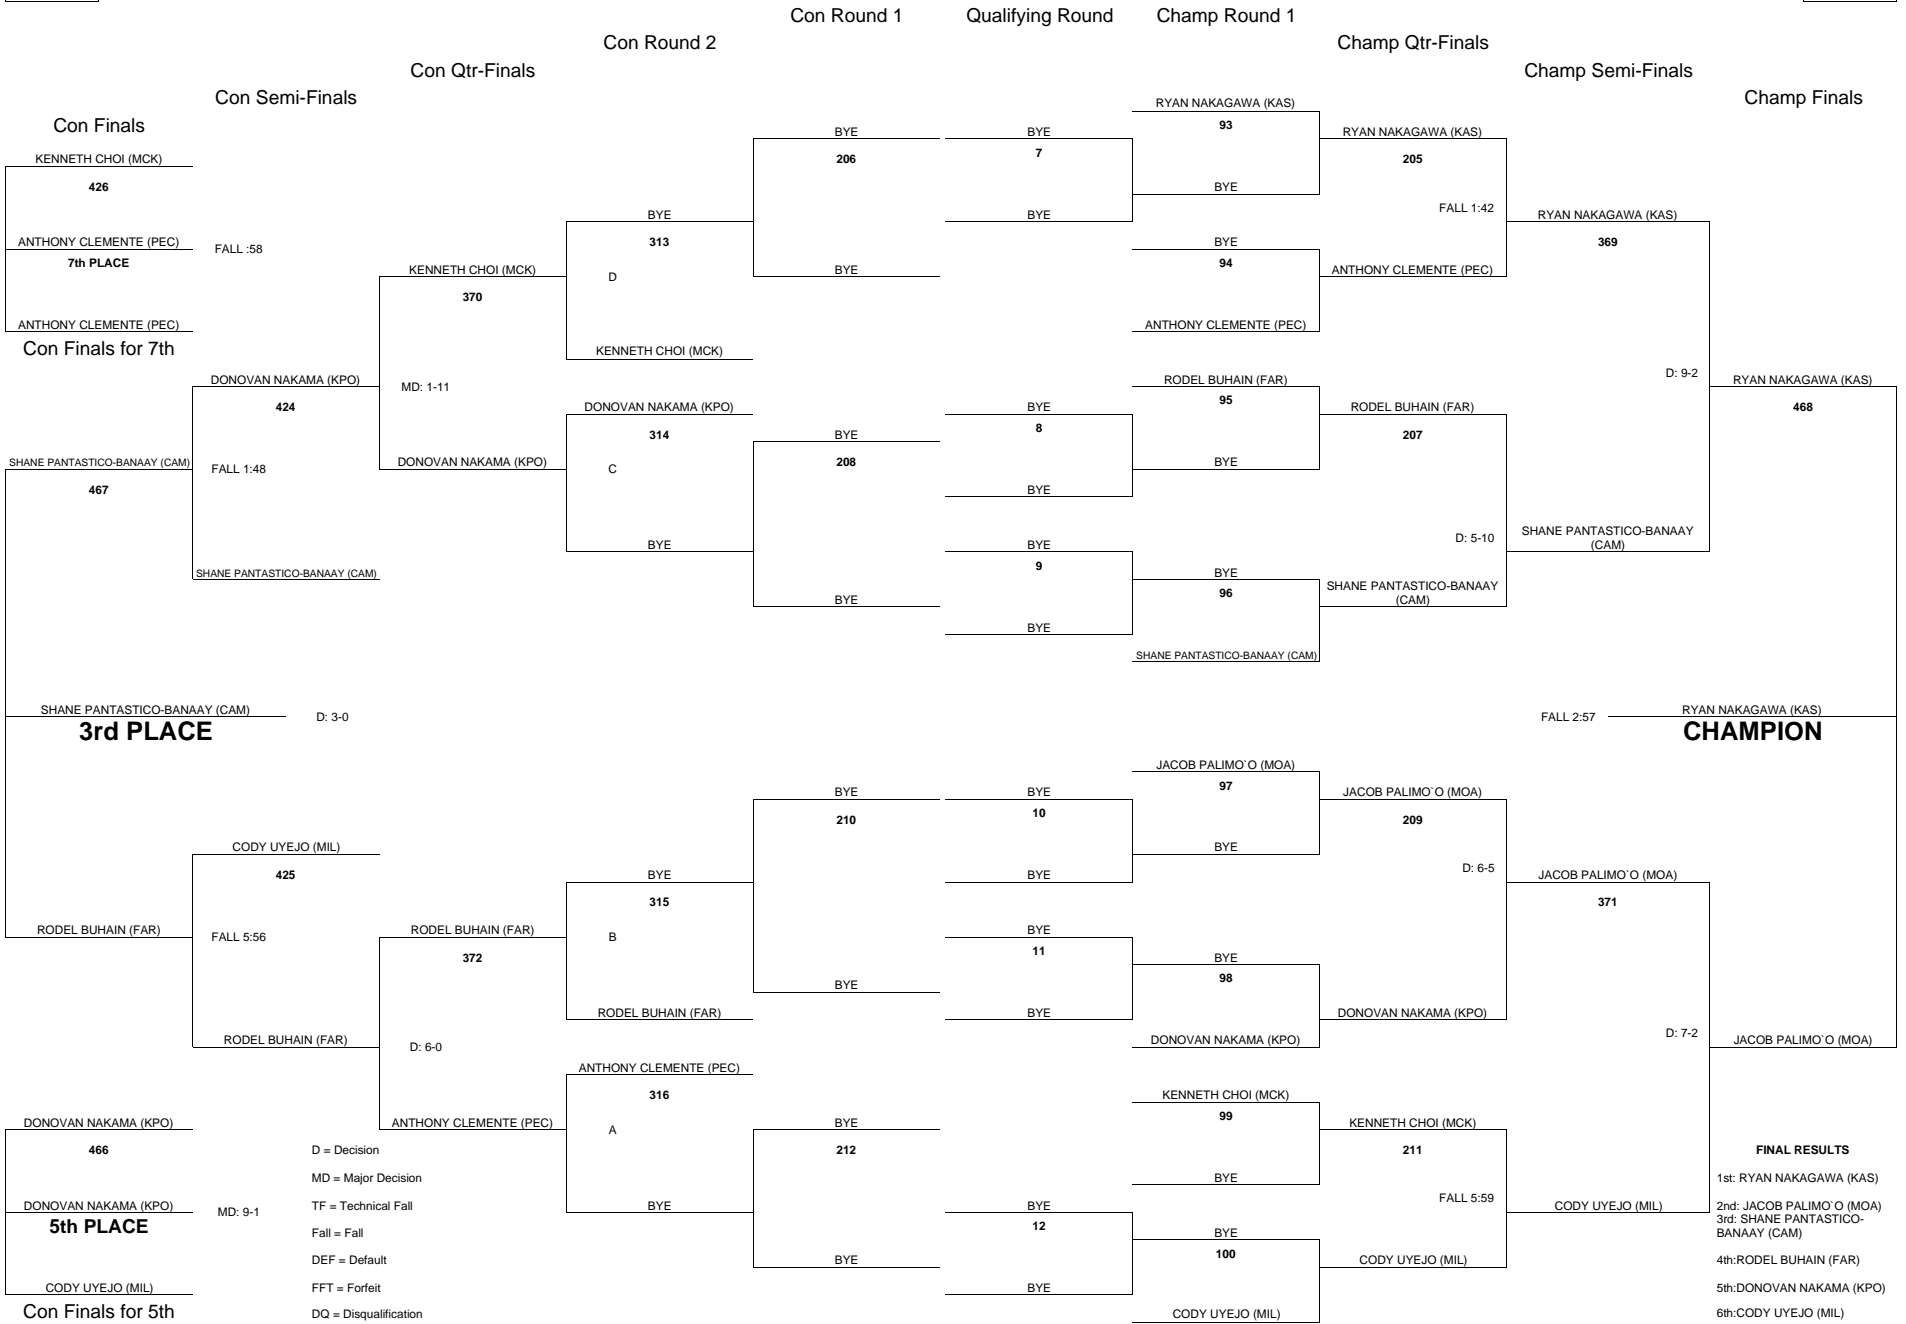 Con Round 1
Qualifying Round
Champ Round 1
Con Round 2
Champ Qtr-Finals
Con Qtr-Finals
Champ Semi-Finals
Con Semi-Finals
Champ Finals
Con Finals
KENNETH CHOI (MCK)
426
ANTHONY CLEMENTE (PEC)
7th PLACE
FALL :58
ANTHONY CLEMENTE (PEC)
Con Finals for 7th
SHANE PANTASTICO-BANAAY (CAM)
467
SHANE PANTASTICO-BANAAY (CAM)
3rd PLACE
D: 3-0
RODEL BUHAIN (FAR)
DONOVAN NAKAMA (KPO)
466
DONOVAN NAKAMA (KPO)
5th PLACE
MD: 9-1
CODY UYEJO (MIL)
Con Finals for 5th
DONOVAN NAKAMA (KPO)
424
FALL 1:48
SHANE PANTASTICO-BANAAY (CAM)
CODY UYEJO (MIL)
425
FALL 5:56
RODEL BUHAIN (FAR)
D = Decision
MD = Major Decision
TF = Technical Fall
Fall = Fall
DEF = Default
FFT = Forfeit
DQ = Disqualification
KENNETH CHOI (MCK)
370
MD: 1-11
DONOVAN NAKAMA (KPO)
RODEL BUHAIN (FAR)
372
D: 6-0
ANTHONY CLEMENTE (PEC)
BYE
313
D
KENNETH CHOI (MCK)
DONOVAN NAKAMA (KPO)
314
C
BYE
BYE
315
B
RODEL BUHAIN (FAR)
ANTHONY CLEMENTE (PEC)
316
A
BYE
BYE
206
BYE
BYE
208
BYE
BYE
210
BYE
BYE
212
BYE
BYE
7
BYE
BYE
8
BYE
BYE
9
BYE
BYE
10
BYE
BYE
11
BYE
BYE
12
BYE
RYAN NAKAGAWA (KAS)
93
BYE
BYE
94
ANTHONY CLEMENTE (PEC)
RODEL BUHAIN (FAR)
95
BYE
BYE
96
SHANE PANTASTICO-BANAAY (CAM)
JACOB PALIMO`O (MOA)
97
BYE
BYE
98
DONOVAN NAKAMA (KPO)
KENNETH CHOI (MCK)
99
BYE
BYE
100
CODY UYEJO (MIL)
RYAN NAKAGAWA (KAS)
205
FALL 1:42
ANTHONY CLEMENTE (PEC)
RODEL BUHAIN (FAR)
207
D: 5-10
SHANE PANTASTICO-BANAAY
(CAM)
JACOB PALIMO`O (MOA)
209
D: 6-5
DONOVAN NAKAMA (KPO)
KENNETH CHOI (MCK)
211
FALL 5:59
CODY UYEJO (MIL)
RYAN NAKAGAWA (KAS)
369
D: 9-2
SHANE PANTASTICO-BANAAY
(CAM)
JACOB PALIMO`O (MOA)
371
D: 7-2
CODY UYEJO (MIL)
RYAN NAKAGAWA (KAS)
468
FALL 2:57
RYAN NAKAGAWA (KAS)
CHAMPION
JACOB PALIMO`O (MOA)
FINAL RESULTS
1st: RYAN NAKAGAWA (KAS)
2nd: JACOB PALIMO`O (MOA)
3rd: SHANE PANTASTICO-
BANAAY (CAM)
4th:RODEL BUHAIN (FAR)
5th:DONOVAN NAKAMA (KPO)
6th:CODY UYEJO (MIL)